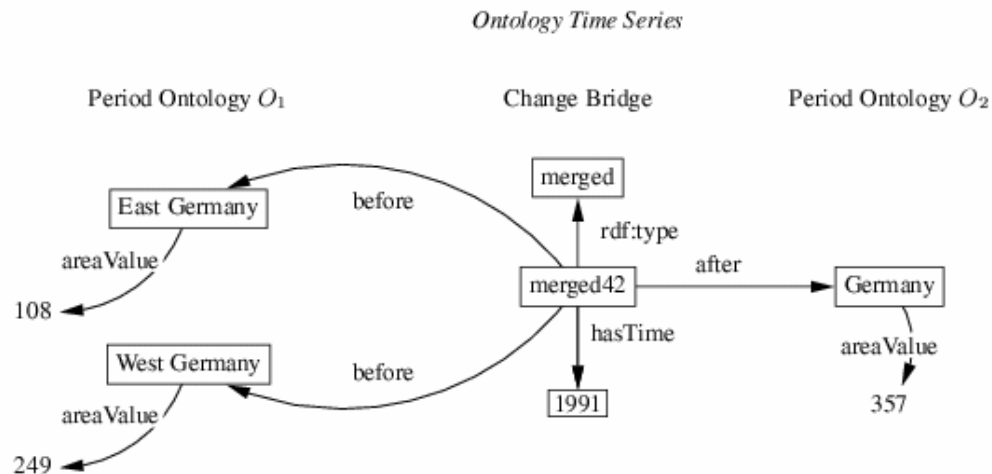 Ontology Time Series
Period Ontology O₁
Change Bridge
Period Ontology O₂
merged
East Germany
before
rdf:type
areaValue
after
merged42
Germany
108
hasTime
areaValue
West Germany
before
1991
357
areaValue
249